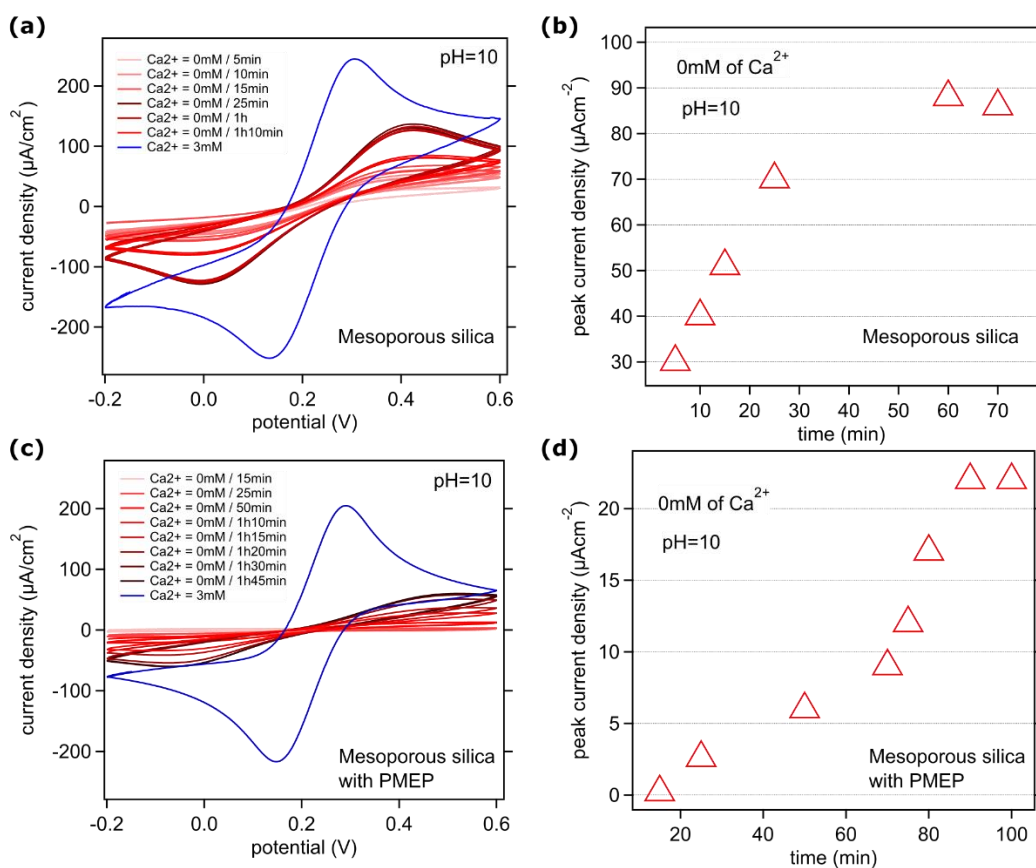 (a)
pH=10
Ca2+ = 0mM / 5min
Ca2+ = 0mM / 10min
Ca2+ = 0mM / 15min
Ca2+ = 0mM / 25min
Ca2+ = 0mM / 1h
Ca2+ = 0mM / 1h10min
Ca2+ = 3mM
current density (µA/cm²)
200
100
0
-100
-200
Mesoporous silica
-0.2 0.0 0.2 0.4 0.6
potential (V)
(b)
0mM of Ca²⁺
pH=10
peak current density (µAcm⁻²)
100
90
80
70
60
50
40
30
Mesoporous silica
10 20 30 40 50 60 70
time (min)
(c)
pH=10
Ca2+ = 0mM / 15min
Ca2+ = 0mM / 25min
Ca2+ = 0mM / 50min
Ca2+ = 0mM / 1h10min
Ca2+ = 0mM / 1h15min
Ca2+ = 0mM / 1h20min
Ca2+ = 0mM / 1h30min
Ca2+ = 0mM / 1h45min
Ca2+ = 3mM
current density (µA/cm²)
200
100
0
-100
-200
Mesoporous silica
with PMEP
-0.2 0.0 0.2 0.4 0.6
potential (V)
(d)
0mM of Ca²⁺
pH=10
peak current density (µAcm⁻²)
20
15
10
5
0
Mesoporous silica
with PMEP
20 40 60 80 100
time (min)